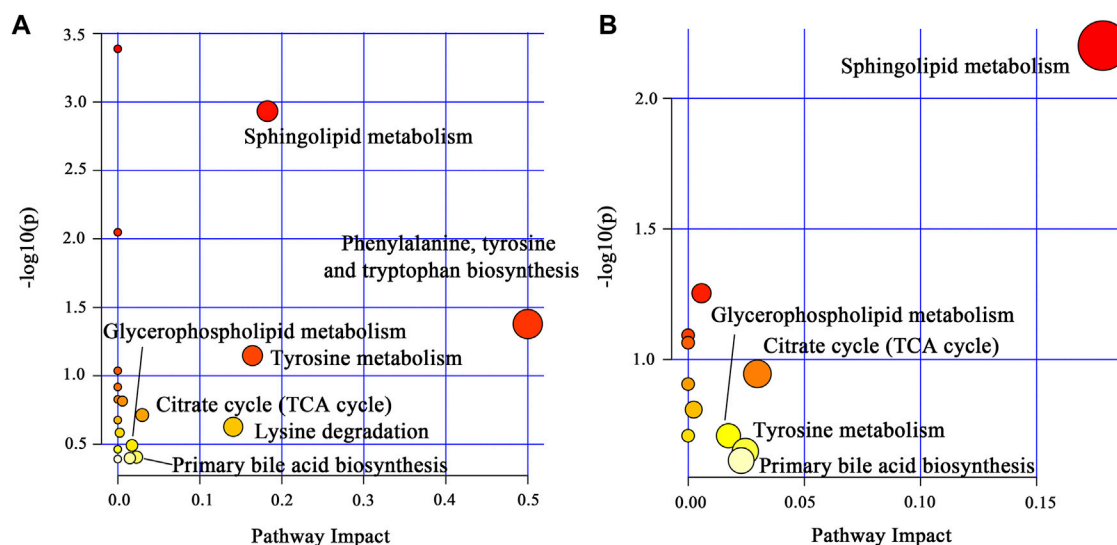 A
3.5
3.0
2.5
2.0
1.5
1.0
0.5
-log10(p)
Sphingolipid metabolism
Phenylalanine, tyrosine
and tryptophan biosynthesis
Glycerophospholipid metabolism
Tyrosine metabolism
Citrate cycle (TCA cycle)
Lysine degradation
Primary bile acid biosynthesis
0.0 0.1 0.2 0.3 0.4 0.5
Pathway Impact
B
2.0
1.5
1.0
-log10(p)
Sphingolipid metabolism
Glycerophospholipid metabolism
Citrate cycle (TCA cycle)
Tyrosine metabolism
Primary bile acid biosynthesis
0.00 0.05 0.10 0.15
Pathway Impact